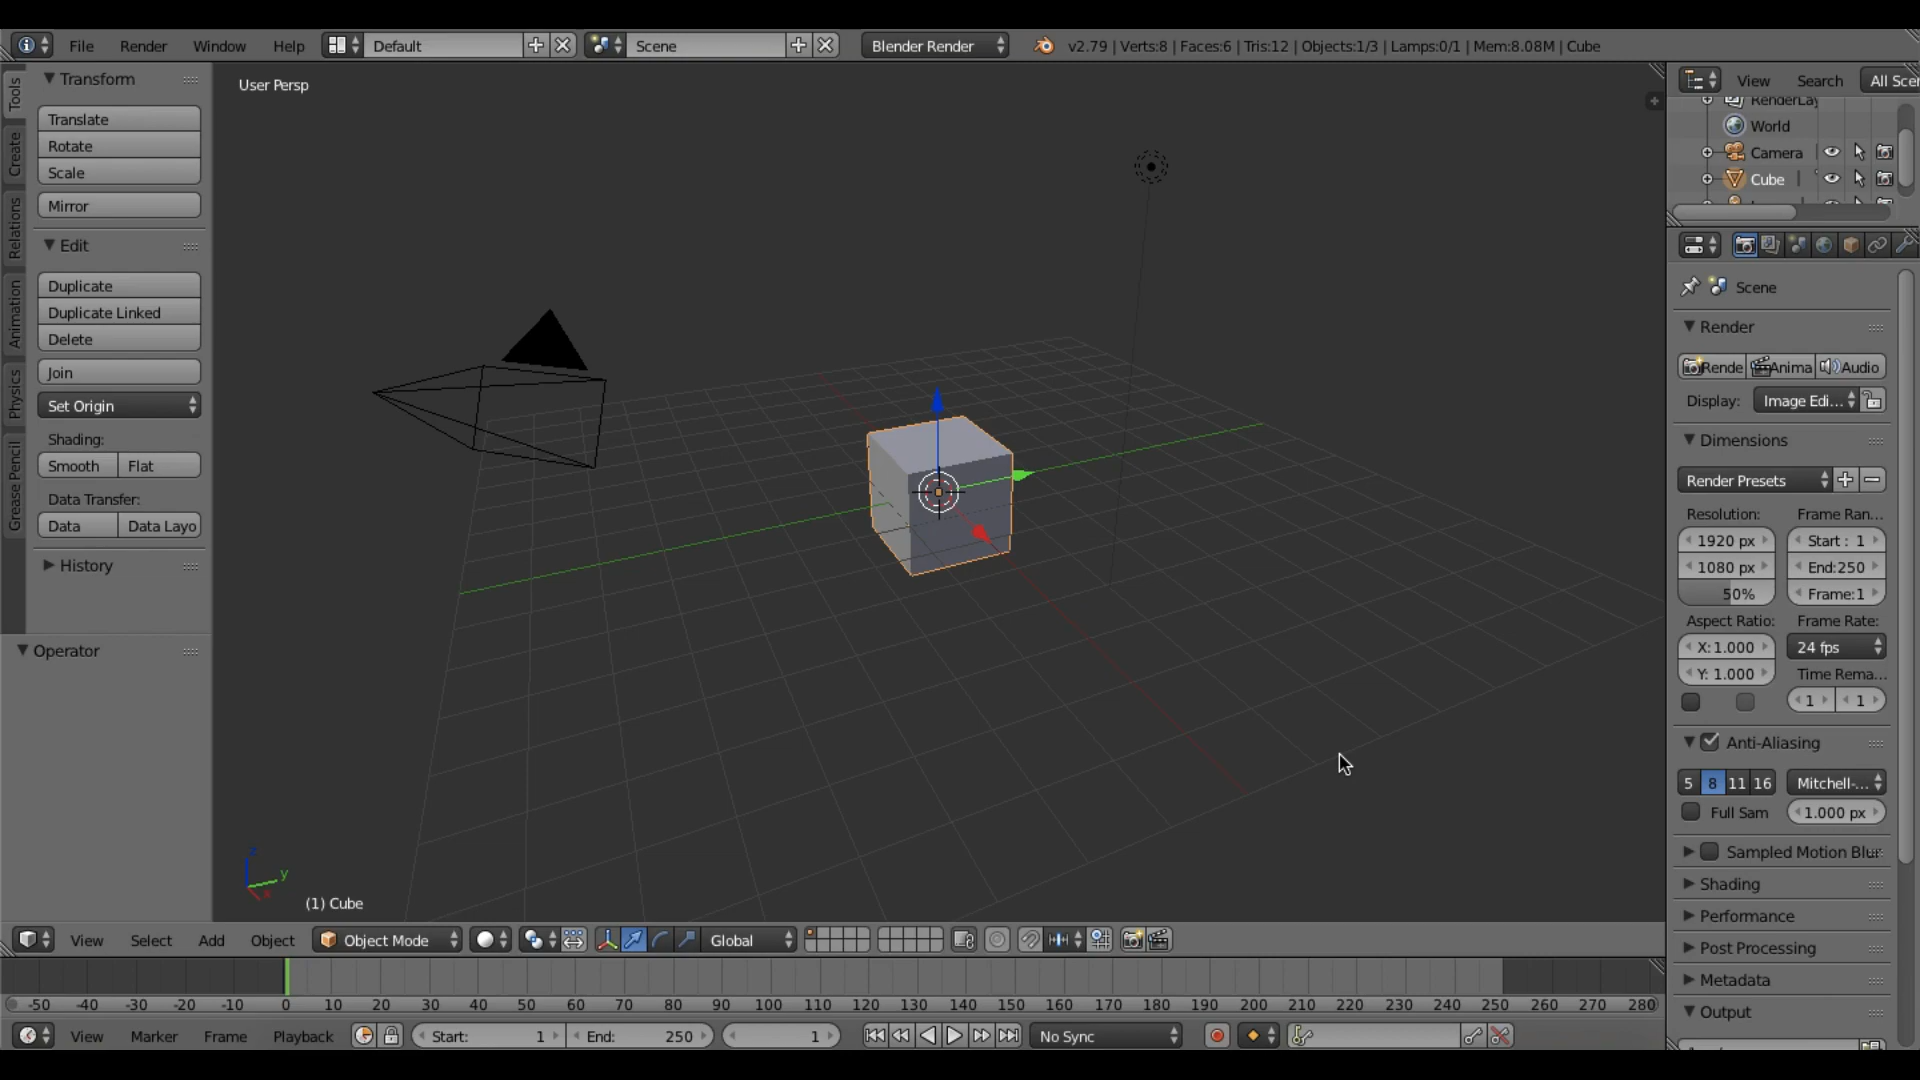 File Render Window Help Default Scene Blender Render v2.79 | Verts:8 | Faces:6 | Tris:12 | Objects:1/3 | Lamps:0/1 | Mem:8.08M | Cube
Tools
Create
Relations
Animation
Physics
Grease Pencil
Transform
Translate
Rotate
Scale
Mirror
Edit
Duplicate
Duplicate Linked
Delete
Join
Set Origin
Shading:
Smooth Flat
Data Transfer:
Data Data Layo
History
Operator
User Persp
z
y
x
(1) Cube
View Search All Scer
RenderLay
World
Camera
Cube
Scene
Render
Rende Anima Audio
Display: Image Edi...
Dimensions
Render Presets
Resolution: Frame Ran...
1920 px Start : 1
1080 px End:250
50% Frame:1
Aspect Ratio: Frame Rate:
X:1.000 24 fps
Y: 1.000 Time Rema...
1 1
Anti-Aliasing
5 8 11 16 Mitchell-...
Full Sam 1.000 px
Sampled Motion Blur
Shading
Performance
Post Processing
Metadata
Output
View Select Add Object Object Mode Global
-50 -40 -30 -20 -10 0 10 20 30 40 50 60 70 80 90 100 110 120 130 140 150 160 170 180 190 200 210 220 230 240 250 260 270 280
View Marker Frame Playback Start: 1 End: 250 1 No Sync